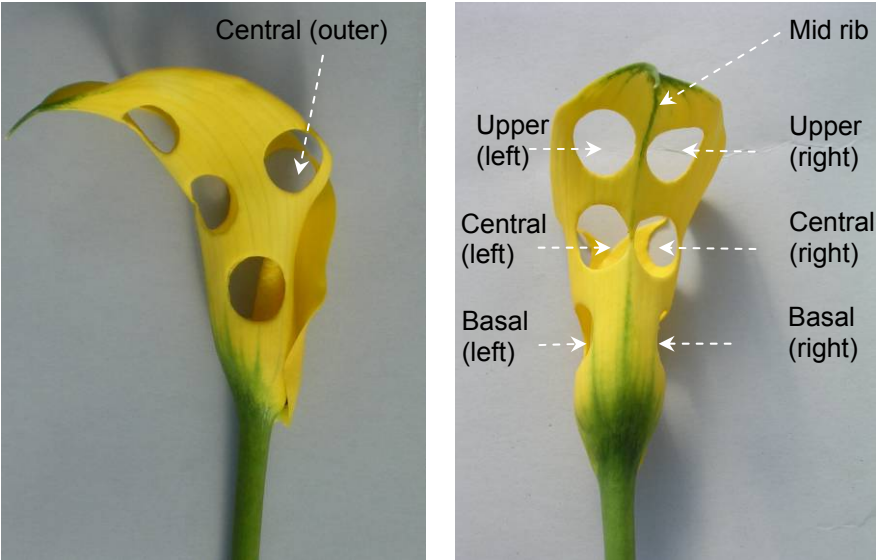 Central (outer)
Mid rib
Upper
(left)
Upper
(right)
Central
(left)
Central
(right)
Basal
(left)
Basal
(right)